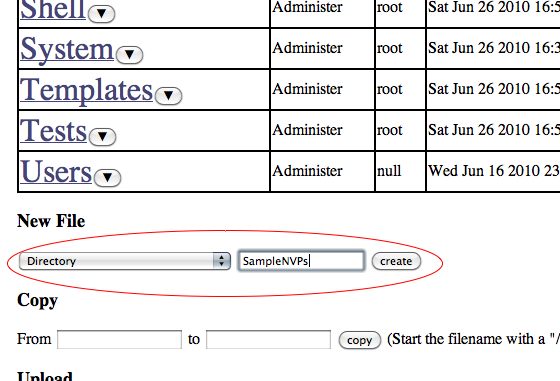 Shell ▼ Administer root Sat Jun 26 2010 16:5
System ▼ Administer root Sat Jun 26 2010 16:3
Templates ▼ Administer root Sat Jun 26 2010 16:5
Tests ▼ Administer root Sat Jun 26 2010 16:5
Users ▼ Administer null Wed Jun 16 2010 23
New File
Directory SampleNVPs create
Copy
From to copy (Start the filename with a "/
Upload